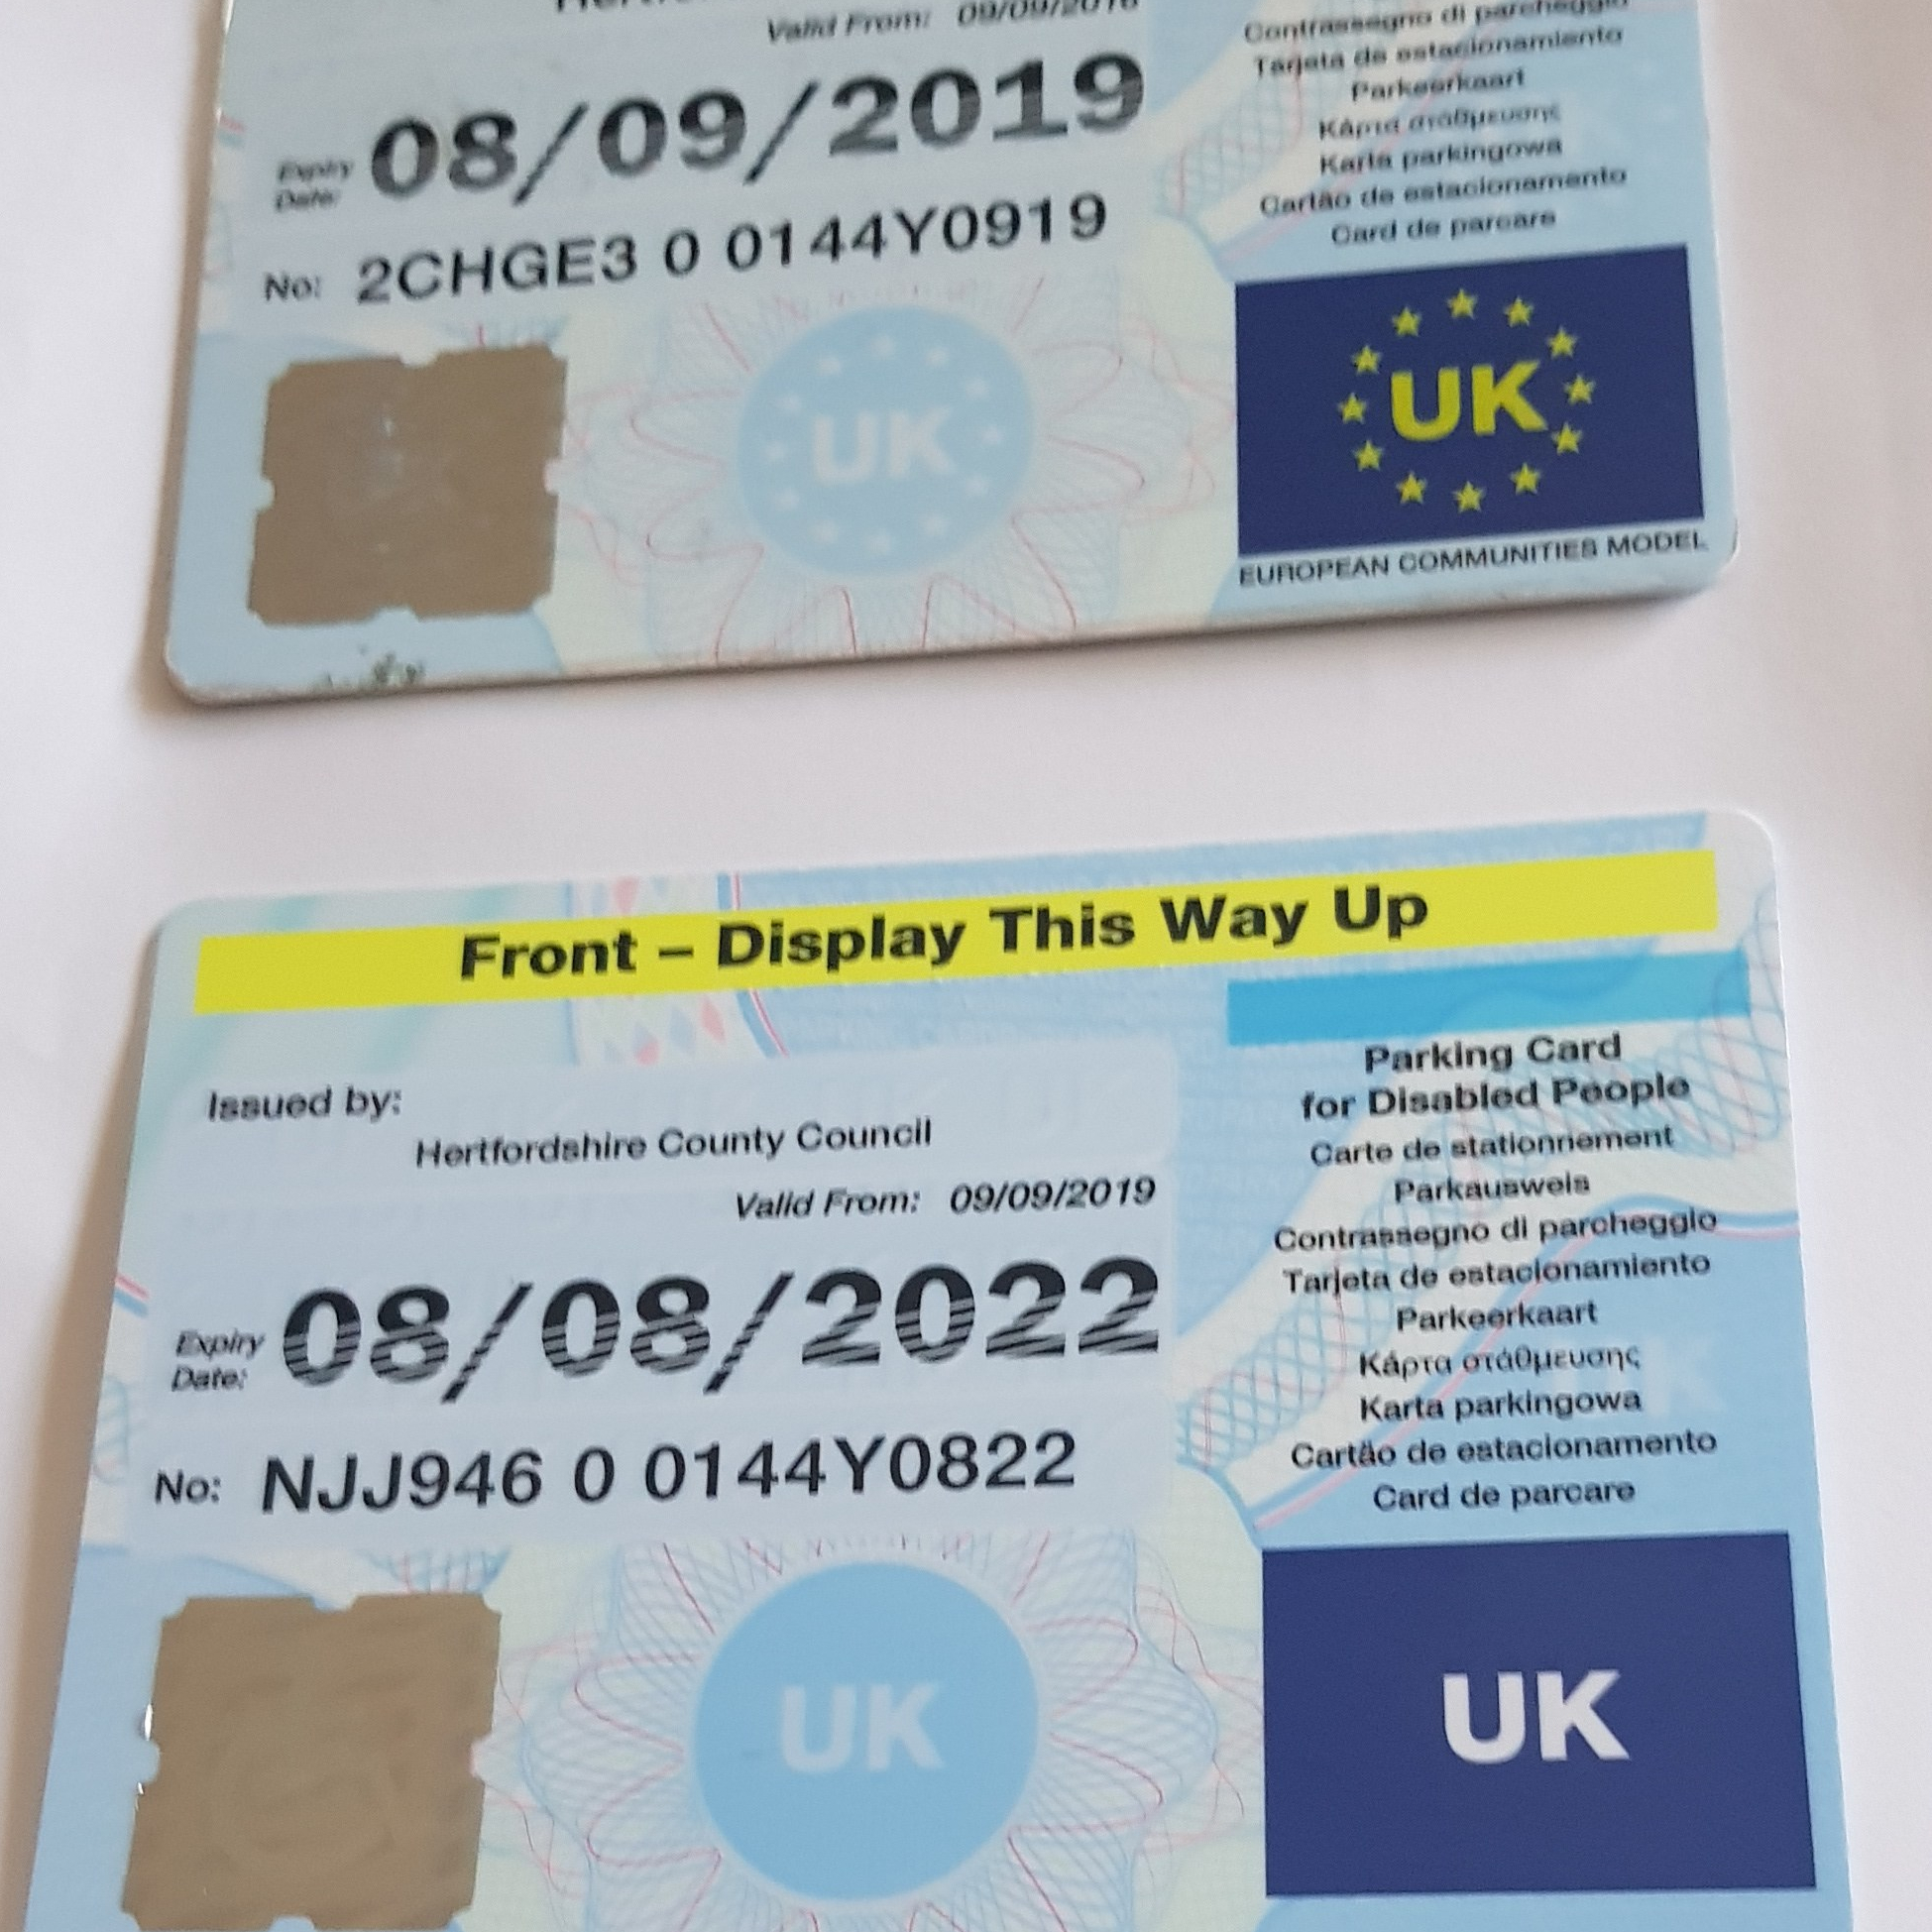 Valid From: 09/09/2016
Expiry Date: 08/09/2019
No: 2CHGE3 0 0144Y0919
Contrassegno di parcheggio
Tarjeta de estacionamiento
Parkeerkaart
Κάρτα στάθμευσης
Karta parkingowa
Cartão de estacionamento
Card de parcare
UK
UK
EUROPEAN COMMUNITIES MODEL
Front – Display This Way Up
Issued by:
Hertfordshire County Council
Valid From: 09/09/2019
Expiry Date: 08/08/2022
No: NJJ946 0 0144Y0822
Parking Card
for Disabled People
Carte de stationnement
Parkausweis
Contrassegno di parcheggio
Tarjeta de estacionamiento
Parkeerkaart
Κάρτα στάθμευσης
Karta parkingowa
Cartão de estacionamento
Card de parcare
UK
UK